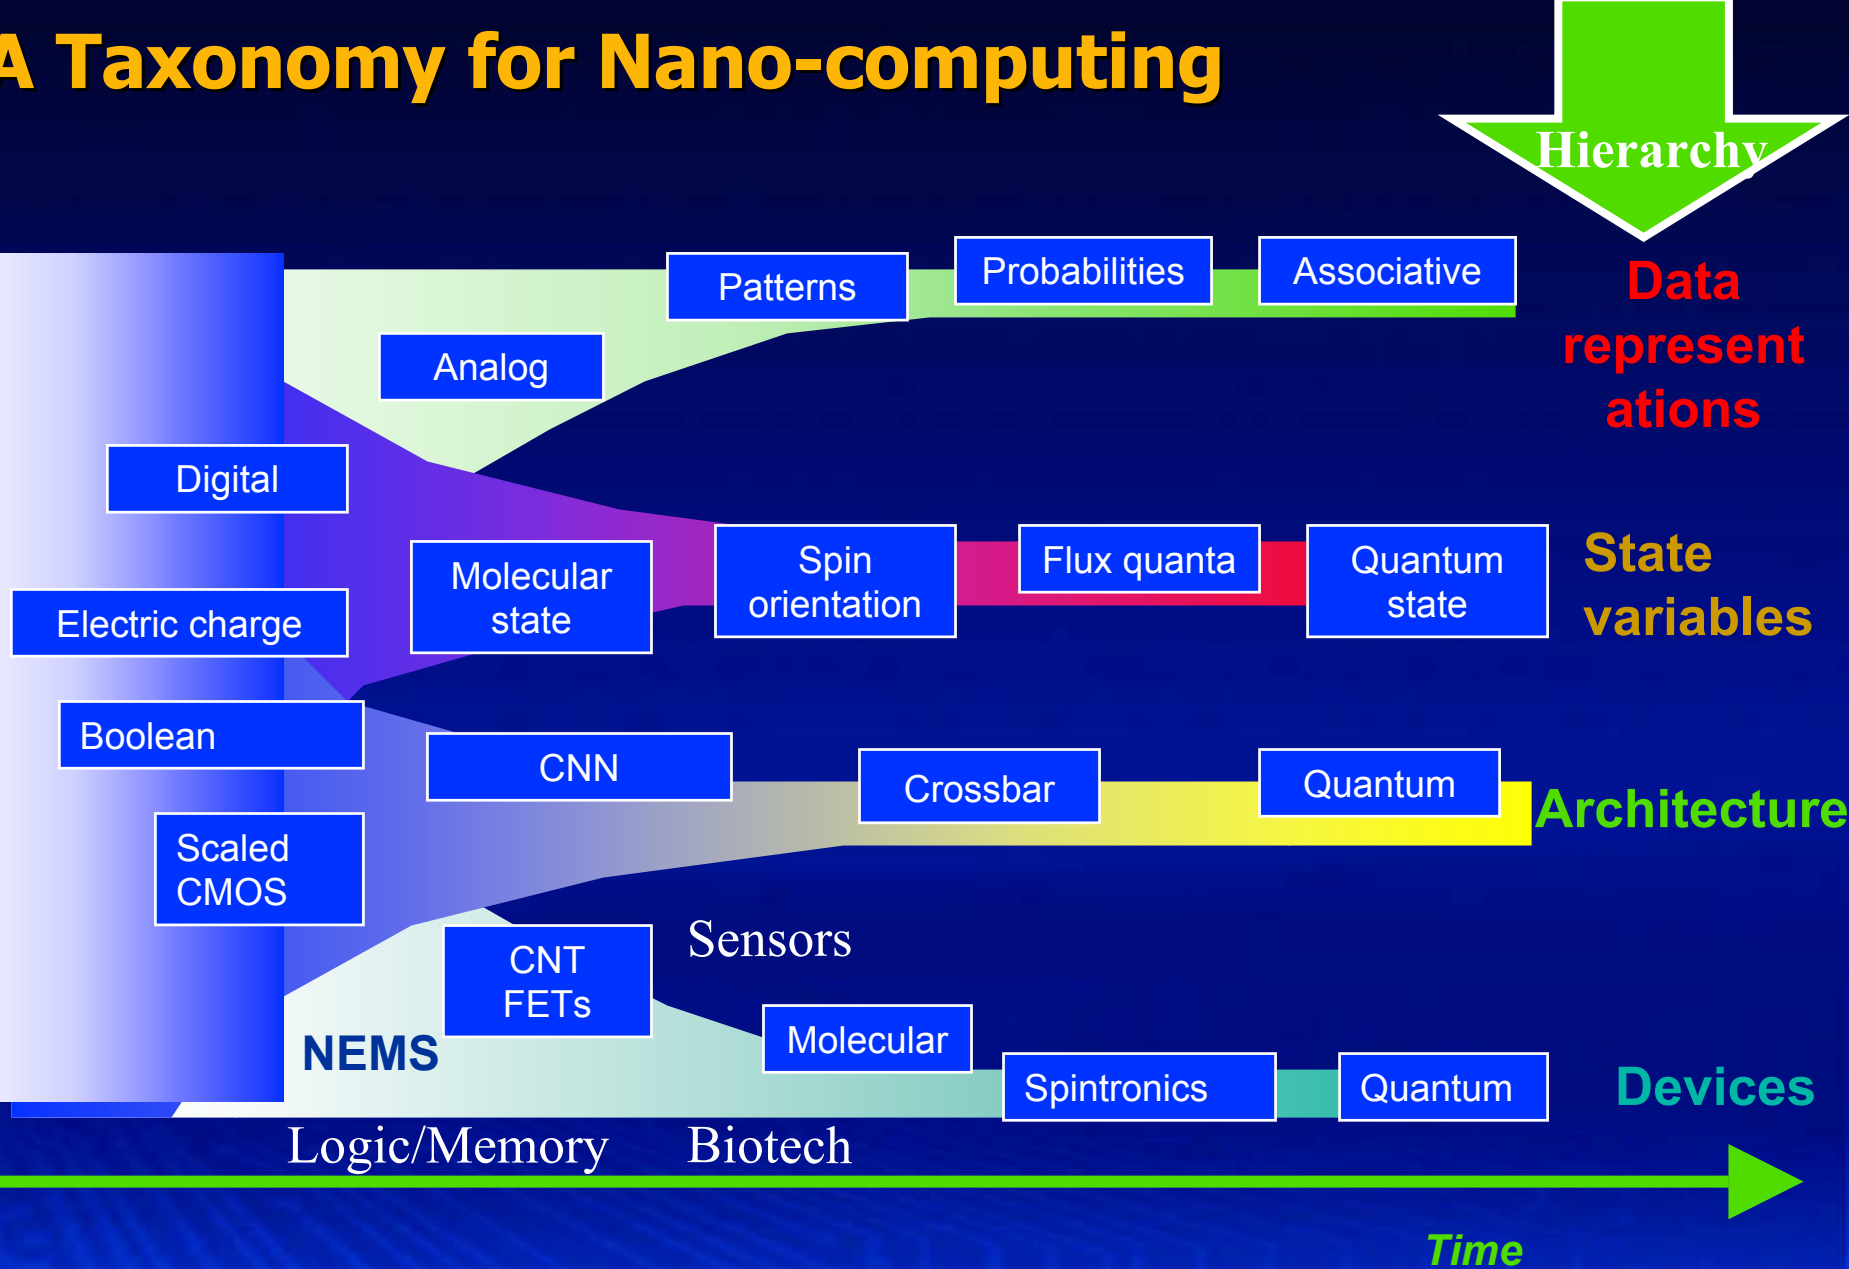 A Taxonomy for Nano-computing
Hierarchy
Patterns
Probabilities
Associative
Data
represent
ations
Analog
Digital
Molecular
state
Spin
orientation
Flux quanta
Quantum
state
State
variables
Electric charge
Boolean
CNN
Crossbar
Quantum
Architecture
Scaled
CMOS
CNT
FETs
Sensors
NEMS
Molecular
Spintronics
Quantum
Devices
Logic/Memory
Biotech
Time